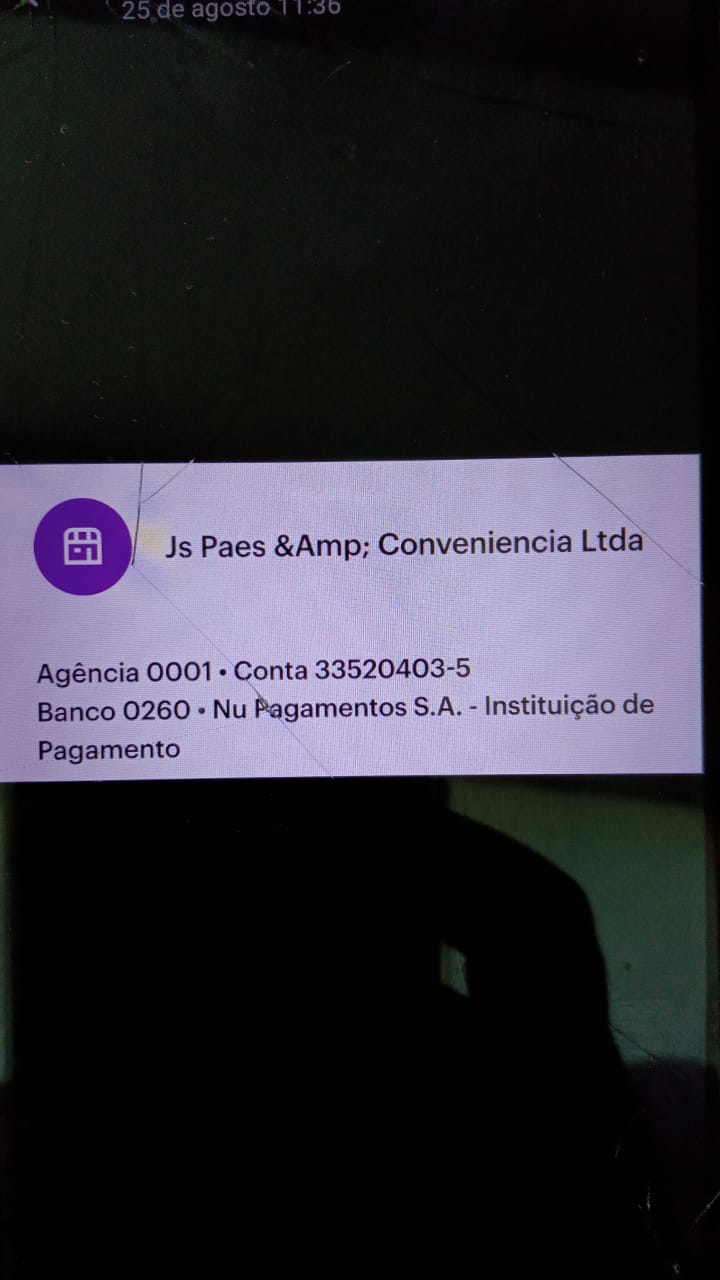 25 de agosto 11:36
Js Paes &Amp; Conveniencia Ltda
Agência 0001 • Conta 33520403-5
Banco 0260 • Nu Pagamentos S.A. - Instituição de
Pagamento